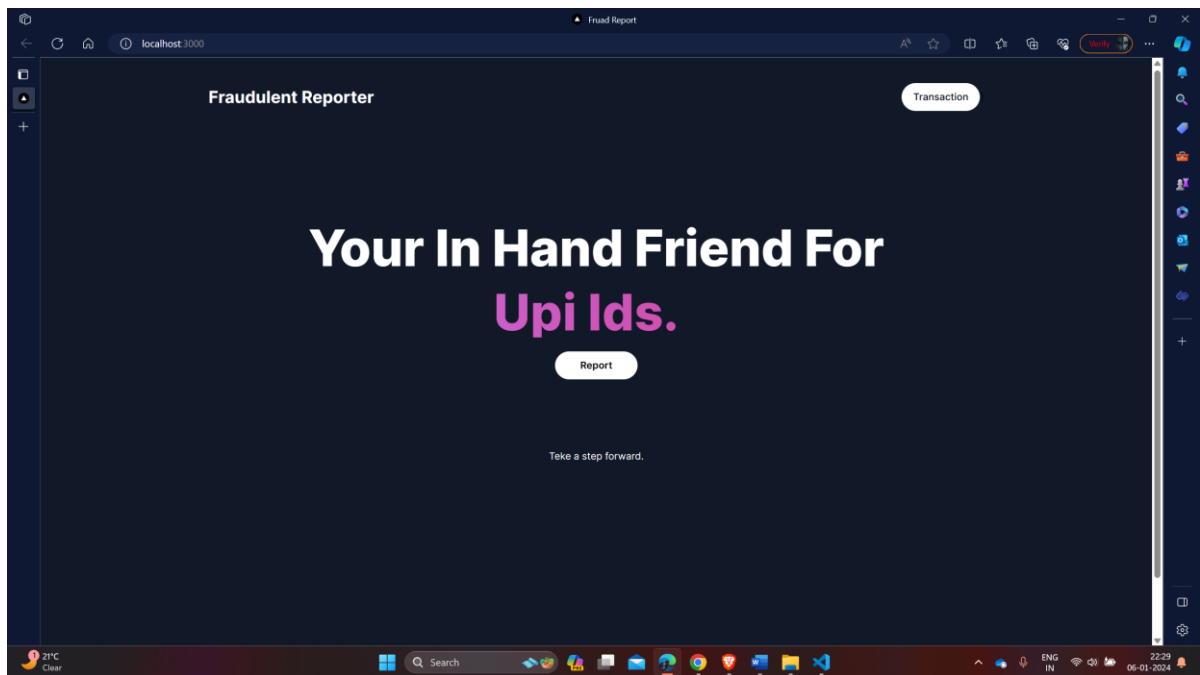 Fruad Report
localhost:3000
Verify
Fraudulent Reporter
Transaction
Your In Hand Friend For
Upi Ids.
Report
Teke a step forward.
1
21°C
Clear
Search
ENG
IN
22:29
06-01-2024